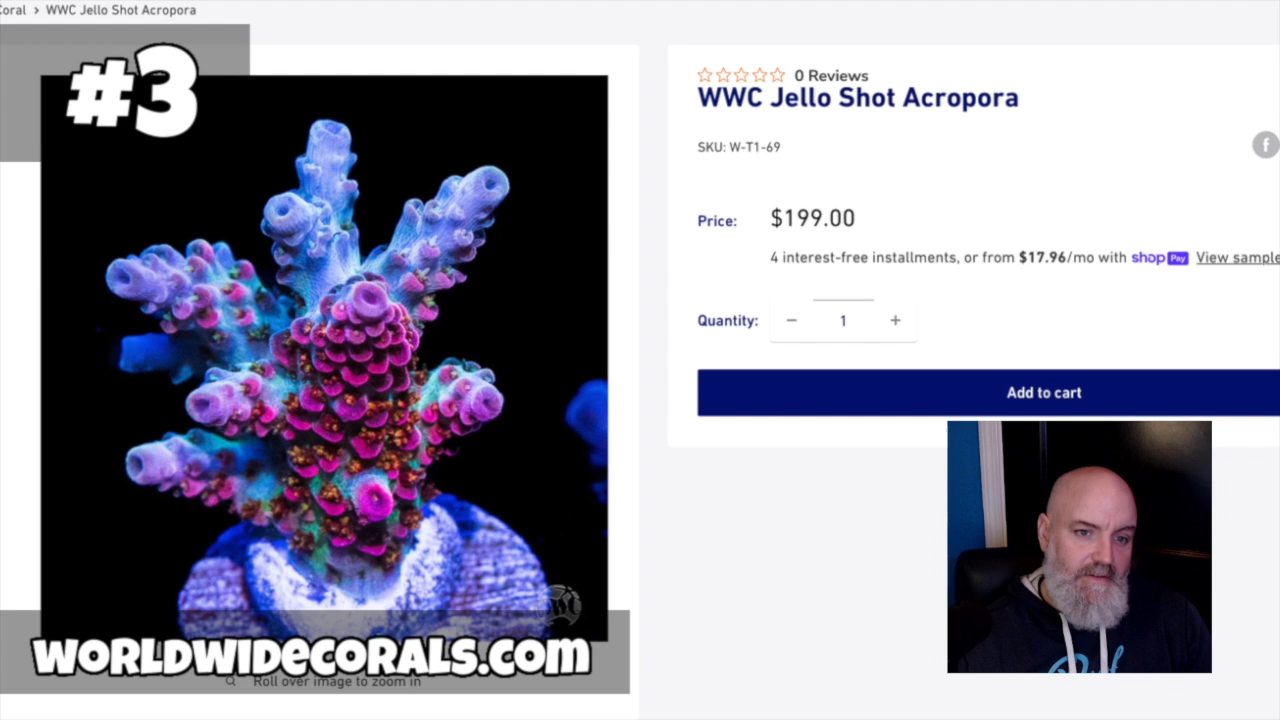 Coral > WWC Jello Shot Acropora
#3
0 Reviews
WWC Jello Shot Acropora
SKU: W-T1-69
f
Price: $199.00
4 interest-free installments, or from $17.96/mo with shop Pay View sample
Quantity: − 1 +
Add to cart
WORLDWIDECORALS.COM
Roll over image to zoom in